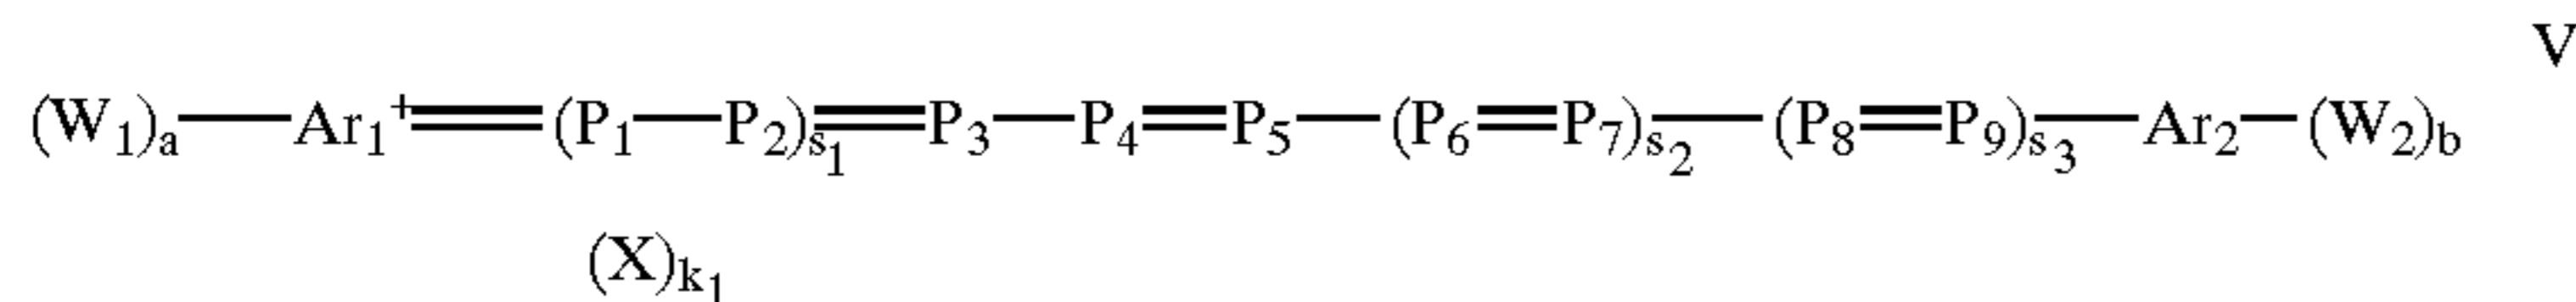 V
(W₁)ₐ—Ar₁⁺=(P₁—P₂)ₛ₁=P₃—P₄=P₅—(P₆=P₇)ₛ₂—(P₈=P₉)ₛ₃—Ar₂—(W₂)b
(X)k₁